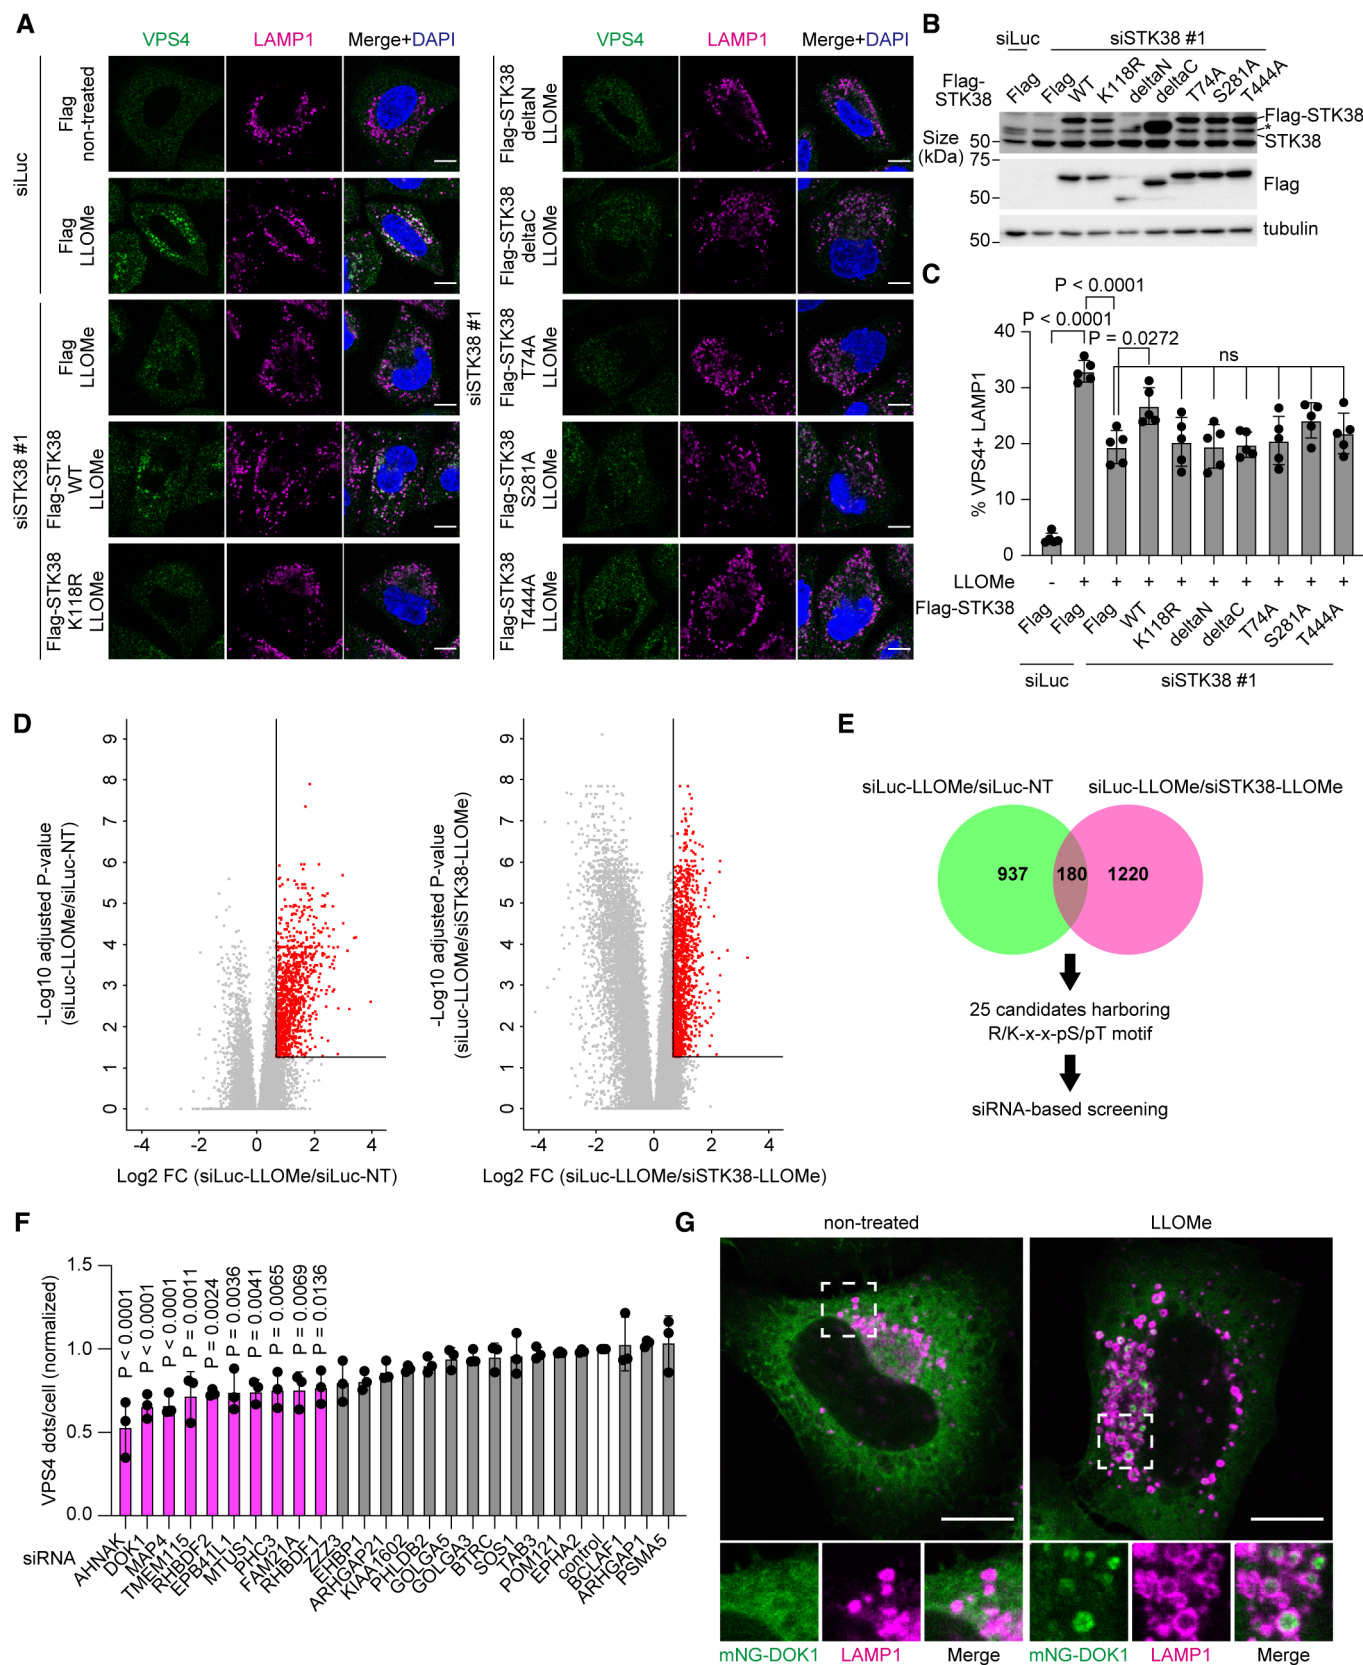 A
VPS4
LAMP1
Merge+DAPI
VPS4
LAMP1
Merge+DAPI
siLuc
siSTK38 #1
Flag
non-treated
Flag
LLOMe
Flag
LLOMe
Flag-STK38
WT
LLOMe
Flag-STK38
K118R
LLOMe
siSTK38 #1
Flag-STK38
deltaN
LLOMe
Flag-STK38
deltaC
LLOMe
Flag-STK38
T74A
LLOMe
Flag-STK38
S281A
LLOMe
Flag-STK38
T444A
LLOMe
B
siLuc
siSTK38 #1
Flag-
STK38
Flag
Flag
WT
K118R
deltaN
deltaC
T74A
S281A
T444A
Size
(kDa)
50
75
50
50
Flag-STK38
*
STK38
Flag
tubulin
C
P < 0.0001
P < 0.0001
P = 0.0272
ns
% VPS4+ LAMP1
40
30
20
10
0
LLOMe
- + + + + + + + + +
Flag-STK38
Flag
Flag
Flag
WT
K118R
deltaN
deltaC
T74A
S281A
T444A
siLuc
siSTK38 #1
D
-Log10 adjusted P-value
(siLuc-LLOMe/siLuc-NT)
9
8
7
6
5
4
3
2
1
0
-4 -2 0 2 4
Log2 FC (siLuc-LLOMe/siLuc-NT)
-Log10 adjusted P-value
(siLuc-LLOMe/siSTK38-LLOMe)
9
8
7
6
5
4
3
2
1
0
-4 -2 0 2 4
Log2 FC (siLuc-LLOMe/siSTK38-LLOMe)
E
siLuc-LLOMe/siLuc-NT
siLuc-LLOMe/siSTK38-LLOMe
937
180
1220
25 candidates harboring
R/K-x-x-pS/pT motif
siRNA-based screening
F
VPS4 dots/cell (normalized)
1.5
1.0
0.5
0.0
P < 0.0001
P < 0.0001
P < 0.0001
P = 0.0011
P = 0.0024
P = 0.0036
P = 0.0041
P = 0.0065
P = 0.0069
P = 0.0136
siRNA
AHNAK
DOK1
MAP4
TMEM115
RHBDF2
EPB41L1
MTUS1
PHC3
FAM21A
RHBDF1
ZZZ3
EHBP1
ARHGAP21
KIAA1602
PHLDB2
GOLGA5
GOLGA3
BTRC
SOS1
TAB3
POM121
EPHA2
control
BCLAF1
ARHGAP1
PSMA5
G
non-treated
LLOMe
mNG-DOK1
LAMP1
Merge
mNG-DOK1
LAMP1
Merge